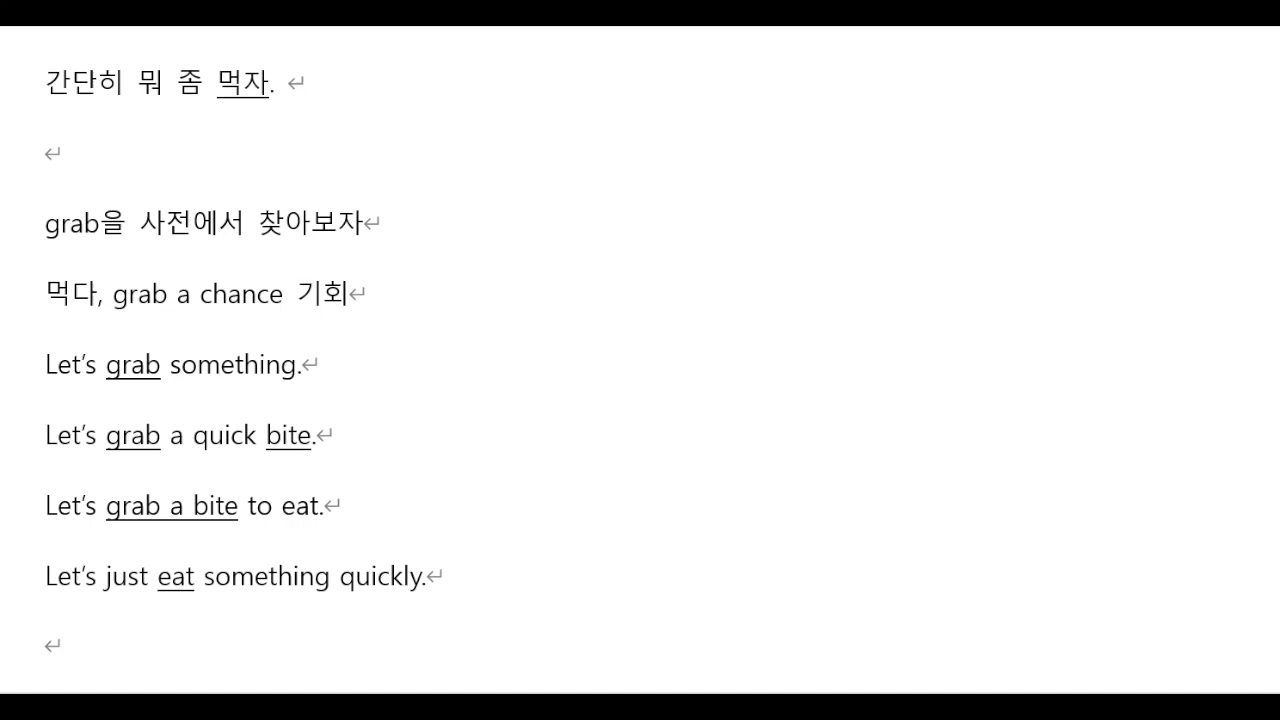 간단히 뭐 좀 먹자.
grab을 사전에서 찾아보자
먹다, grab a chance 기회
Let’s grab something.
Let’s grab a quick bite.
Let’s grab a bite to eat.
Let’s just eat something quickly.